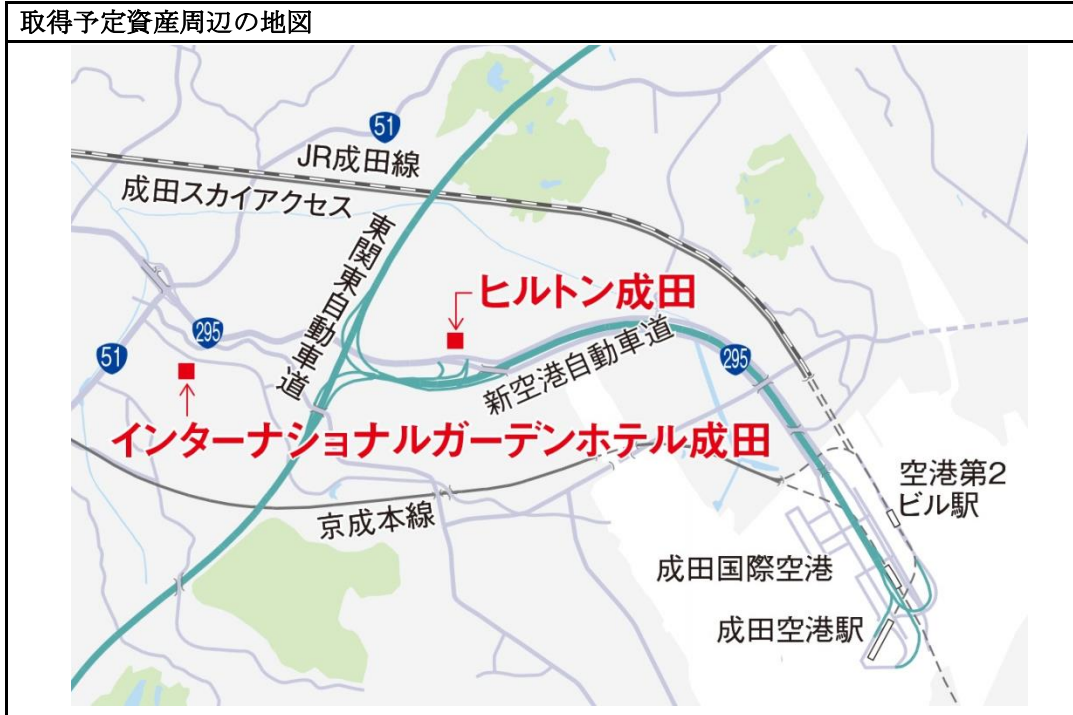 取得予定資産周辺の地図
51
JR成田線
成田スカイアクセス
東関東自動車道
ヒルトン成田
295
51
新空港自動車道
295
インターナショナルガーデンホテル成田
京成本線
空港第2
ビル駅
成田国際空港
成田空港駅